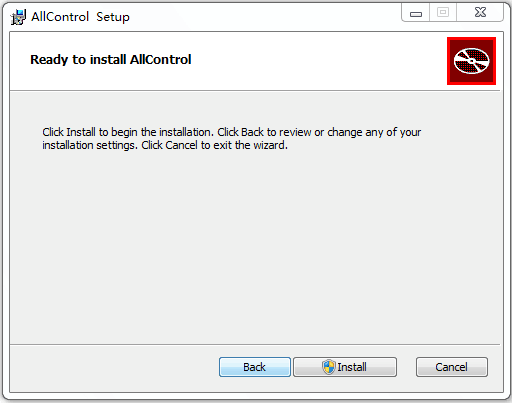 AllControl Setup
Ready to install AllControl
Click Install to begin the installation. Click Back to review or change any of your
installation settings. Click Cancel to exit the wizard.
Back
Install
Cancel